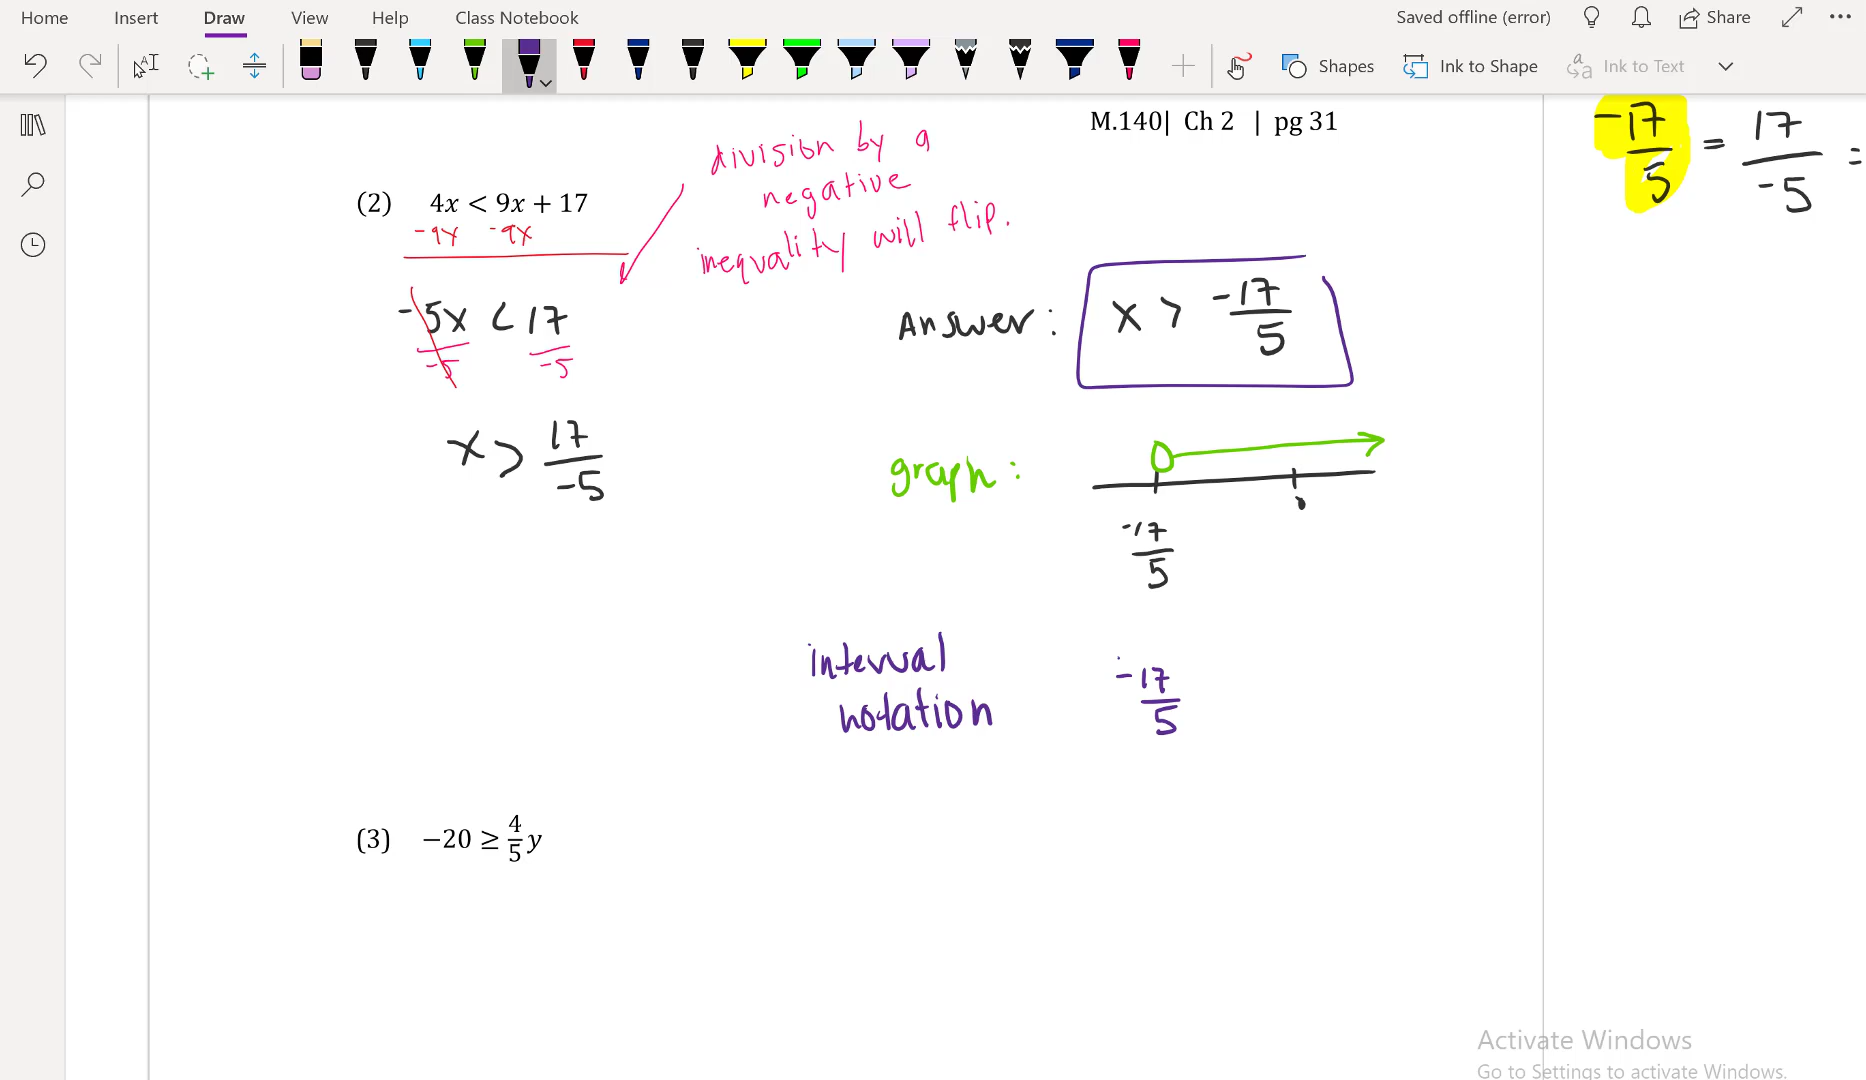 Home Insert Draw View Help Class Notebook Saved offline (error) Share
Shapes Ink to Shape Ink to Text
M.140| Ch 2 | pg 31
-17/5 = 17/-5 =
division by a
negative
inequality will flip.
(2) 4x < 9x + 17
-9x -9x
-5x < 17
-5 -5
x > 17/-5
Answer: x > -17/5
graph:
0
-17/5
interval
notation
-17/5
(3) −20 ≥ 4/5 y
Activate Windows
Go to Settings to activate Windows.